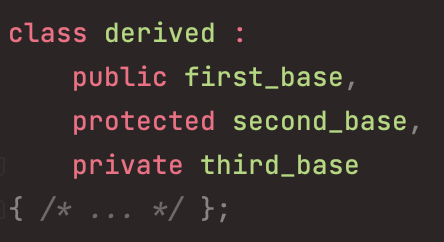 class derived :
    public first_base,
    protected second_base,
    private third_base
{ /* ... */ };